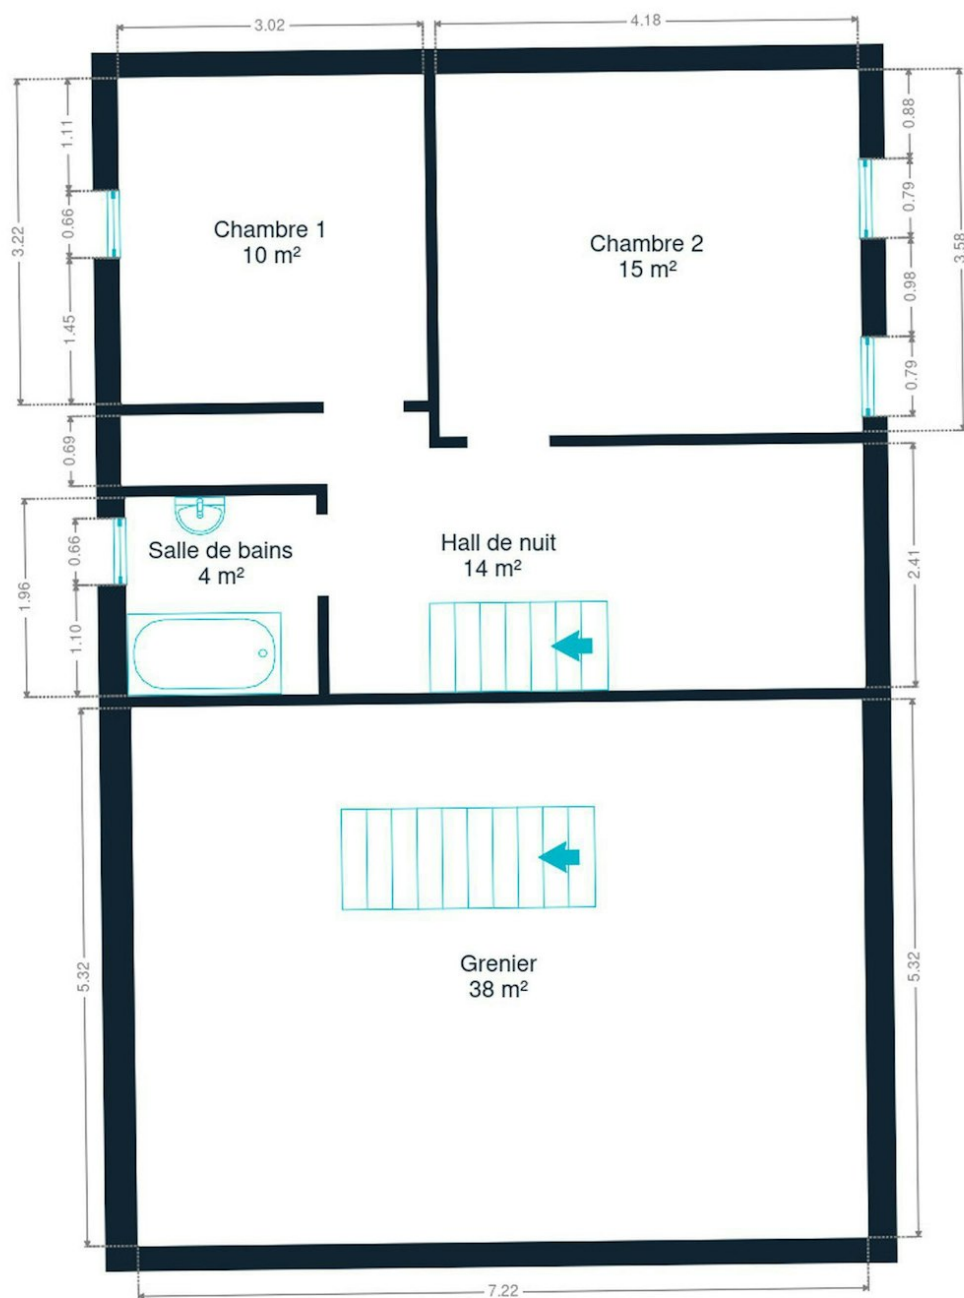 3.02
4.18
1.11
0.88
0.66
0.79
3.22
Chambre 1
10 m²
Chambre 2
15 m²
3.58
0.98
1.45
0.79
0.69
Salle de bains
4 m²
Hall de nuit
14 m²
0.66
2.41
1.96
1.10
Grenier
38 m²
5.32
5.32
7.22